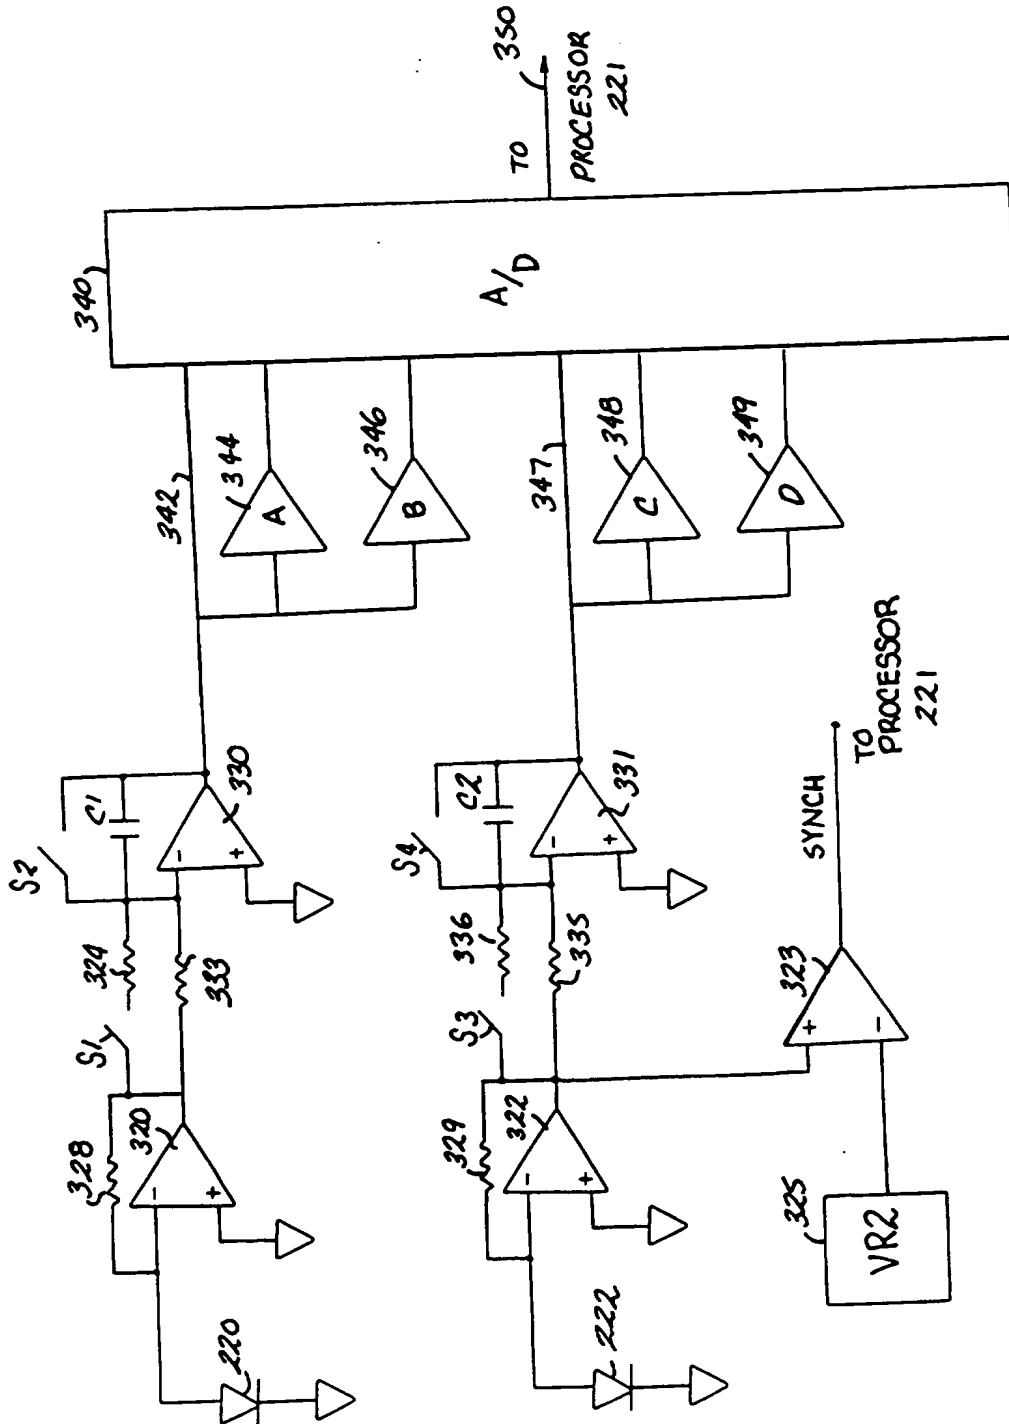 340
A/D
TO
350
PROCESSOR
221
342
344
A
346
B
347
348
C
349
D
S2
C1
-
+
330
S1
324
333
328
-
+
320
220
S4
C2
-
+
331
S3
336
335
329
-
+
322
222
SYNCH
TO
PROCESSOR
221
+
-
323
325
VR2